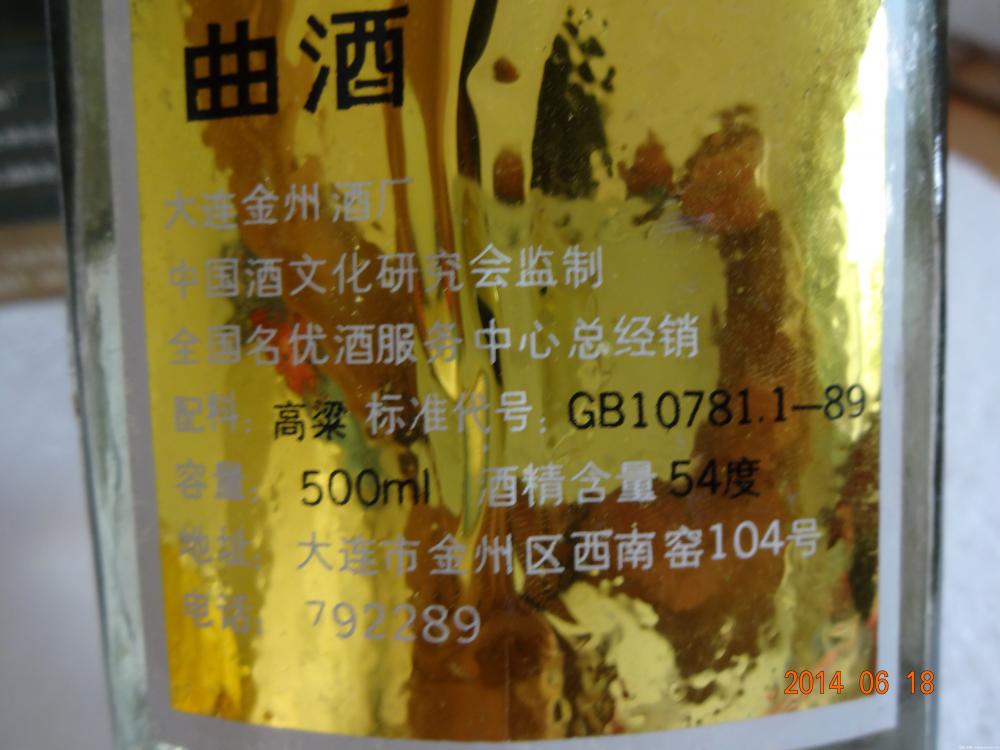 曲酒
大连金州酒厂
中国酒文化研究会监制
全国名优酒服务中心总经销
配料：高粱 标准代号：GB10781.1-89
容量：500ml 酒精含量54度
地址：大连市金州区西南窑104号
电话：792289
2014 06 18